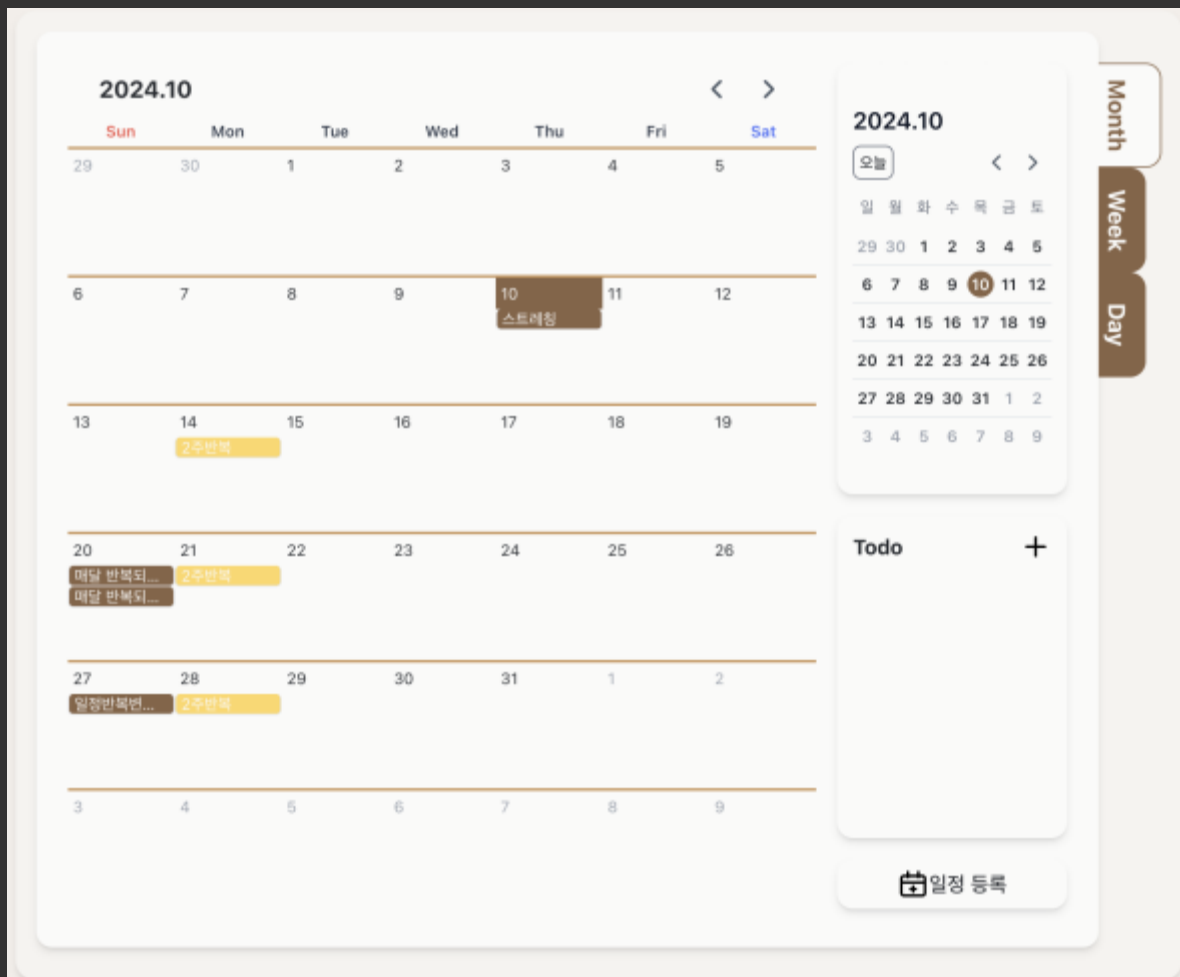 2024.10
Sun Mon Tue Wed Thu Fri Sat
29 30 1 2 3 4 5
6 7 8 9 10 11 12
스트레칭
13 14 15 16 17 18 19
2주반복
20 21 22 23 24 25 26
매달 반복되... 2주반복
매달 반복되...
27 28 29 30 31 1 2
일정반복변... 2주반복
3 4 5 6 7 8 9
2024.10
오늘
일 월 화 수 목 금 토
29 30 1 2 3 4 5
6 7 8 9 10 11 12
13 14 15 16 17 18 19
20 21 22 23 24 25 26
27 28 29 30 31 1 2
3 4 5 6 7 8 9
Todo
일정 등록
Month
Week
Day